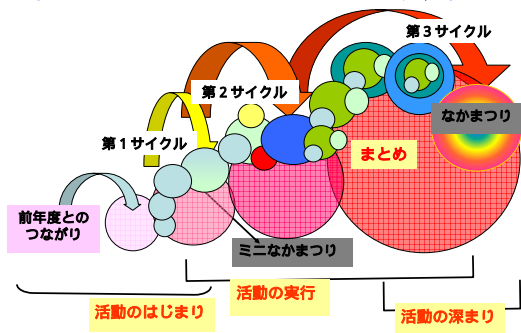 第３サイクル
第２サイクル
なかまつり
第１サイクル
まとめ
前年度との
つながり
ミニなかまつり
活動の実行
活動のはじまり
活動の深まり